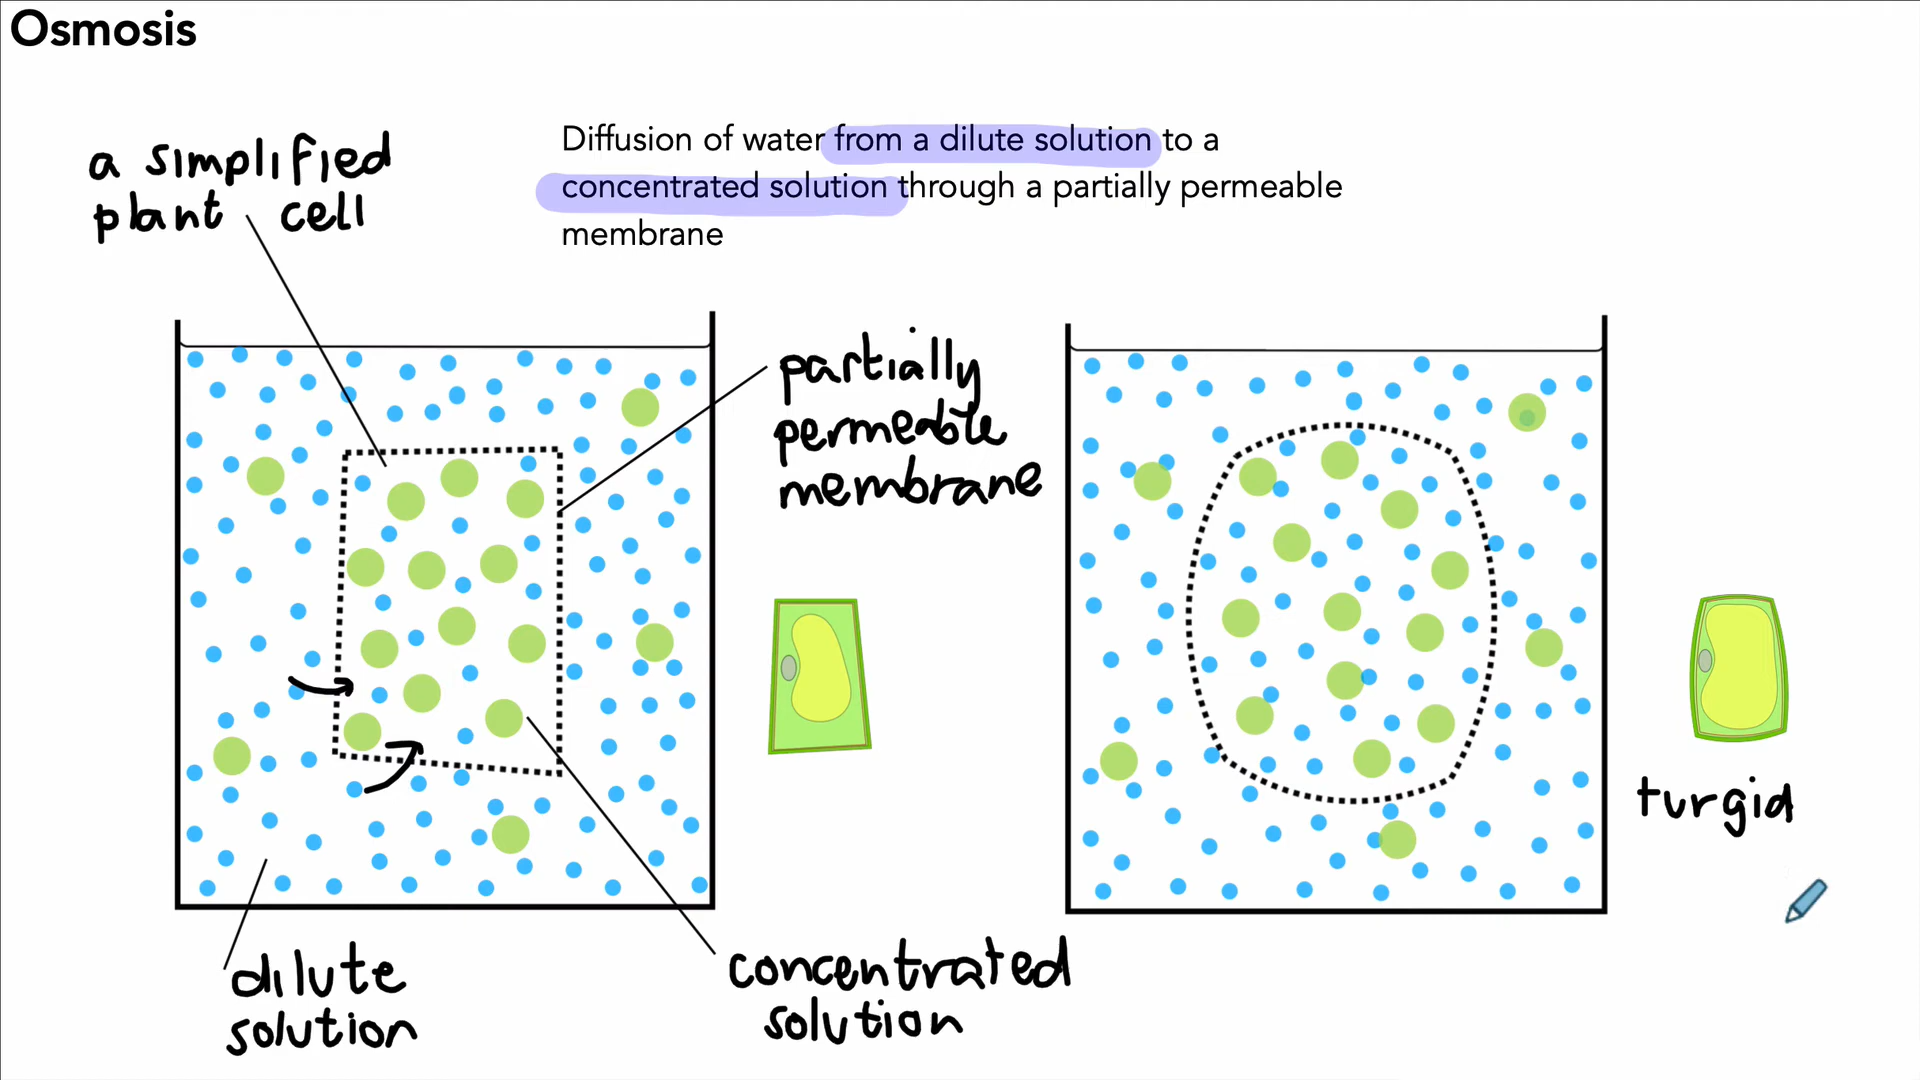 Osmosis
a simplified
plant cell
Diffusion of water from a dilute solution to a
concentrated solution through a partially permeable
membrane
partially
permeable
membrane
turgid
dilute
solution
concentrated
solution